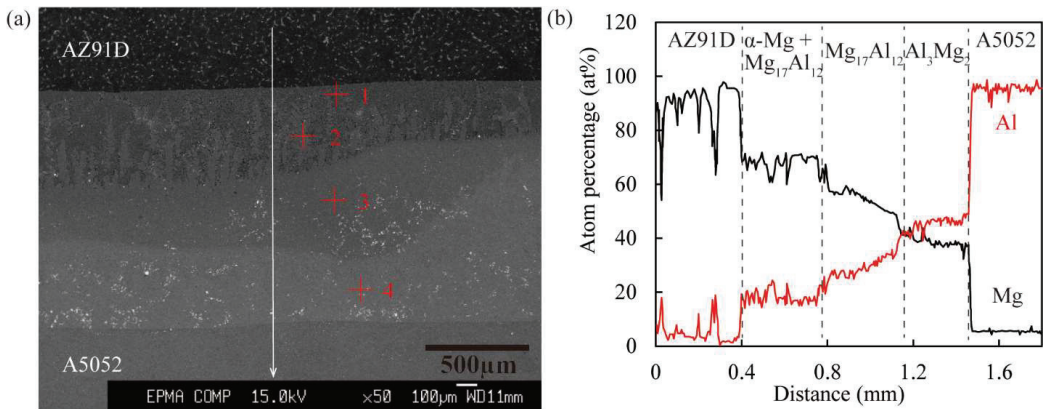 (a)
AZ91D
1
2
3
4
A5052
500μm
EPMA COMP 15.0kV ×50 100μm WD11mm
(b)
Atom percentage (at%)
120
100
80
60
40
20
0
AZ91D
α-Mg +
Mg17Al12
Mg17Al12
Al3Mg2
A5052
Al
Mg
0 0.4 0.8 1.2 1.6
Distance (mm)